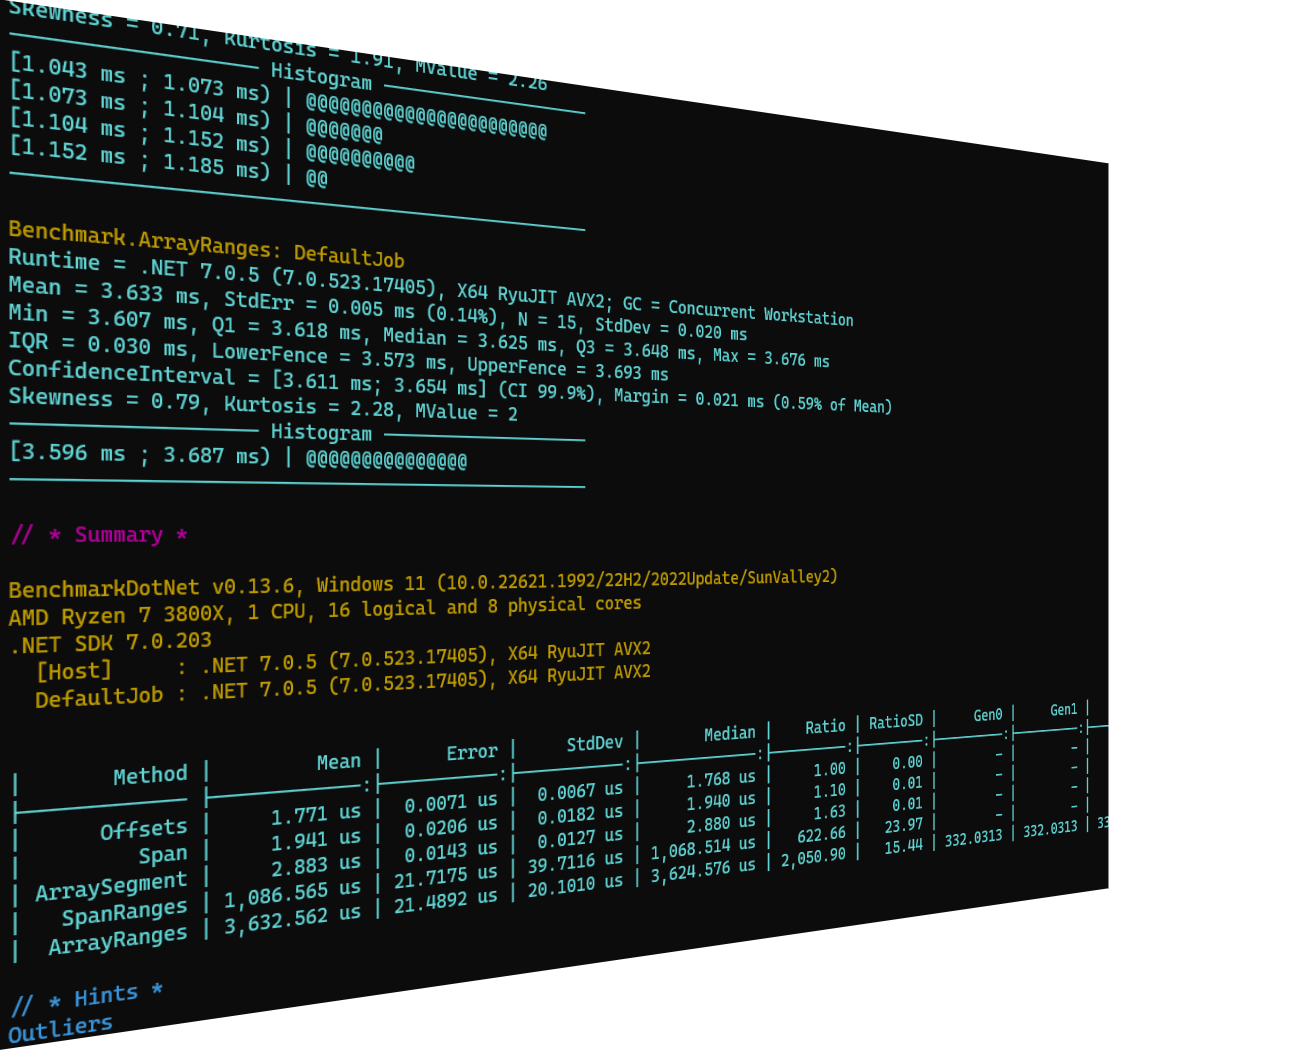 Skewness = 0.71, Kurtosis = 1.91, MValue = 2.26
------------------- Histogram -------------------
[1.043 ms ; 1.073 ms) | @@@@@@@@@@@@@@@@@@@@@@@
[1.073 ms ; 1.104 ms) | @@@@@@@
[1.104 ms ; 1.152 ms) | @@@@@@@@@@
[1.152 ms ; 1.185 ms) | @@
---------------------------------------------------
Benchmark.ArrayRanges: DefaultJob
Runtime = .NET 7.0.5 (7.0.523.17405), X64 RyuJIT AVX2; GC = Concurrent Workstation
Mean = 3.633 ms, StdErr = 0.005 ms (0.14%), N = 15, StdDev = 0.020 ms
Min = 3.607 ms, Q1 = 3.618 ms, Median = 3.625 ms, Q3 = 3.648 ms, Max = 3.676 ms
IQR = 0.030 ms, LowerFence = 3.573 ms, UpperFence = 3.693 ms
ConfidenceInterval = [3.611 ms; 3.654 ms] (CI 99.9%), Margin = 0.021 ms (0.59% of Mean)
Skewness = 0.79, Kurtosis = 2.28, MValue = 2
------------------- Histogram -------------------
[3.596 ms ; 3.687 ms) | @@@@@@@@@@@@@@@
---------------------------------------------------
// * Summary *
BenchmarkDotNet v0.13.6, Windows 11 (10.0.22621.1992/22H2/2022Update/SunValley2)
AMD Ryzen 7 3800X, 1 CPU, 16 logical and 8 physical cores
.NET SDK 7.0.203
[Host] : .NET 7.0.5 (7.0.523.17405), X64 RyuJIT AVX2
DefaultJob : .NET 7.0.5 (7.0.523.17405), X64 RyuJIT AVX2
| Method | Mean | Error | StdDev | Median | Ratio | RatioSD | Gen0 | Gen1 |
|------------- |-------------:|-----------:|-----------:|-------------:|---------:|--------:|---------:|---------:|--
| Offsets | 1.771 us | 0.0071 us | 0.0067 us | 1.768 us | 1.00 | 0.00 | - | - |
| Span | 1.941 us | 0.0206 us | 0.0182 us | 1.940 us | 1.10 | 0.01 | - | - |
| ArraySegment | 2.883 us | 0.0143 us | 0.0127 us | 2.880 us | 1.63 | 0.01 | - | - |
| SpanRanges | 1,086.565 us | 21.7175 us | 39.7116 us | 1,068.514 us | 622.66 | 23.97 | - | - |
| ArrayRanges | 3,632.562 us | 21.4892 us | 20.1010 us | 3,624.576 us | 2,050.90 | 15.44 | 332.0313 | 332.0313 | 33
// * Hints *
Outliers